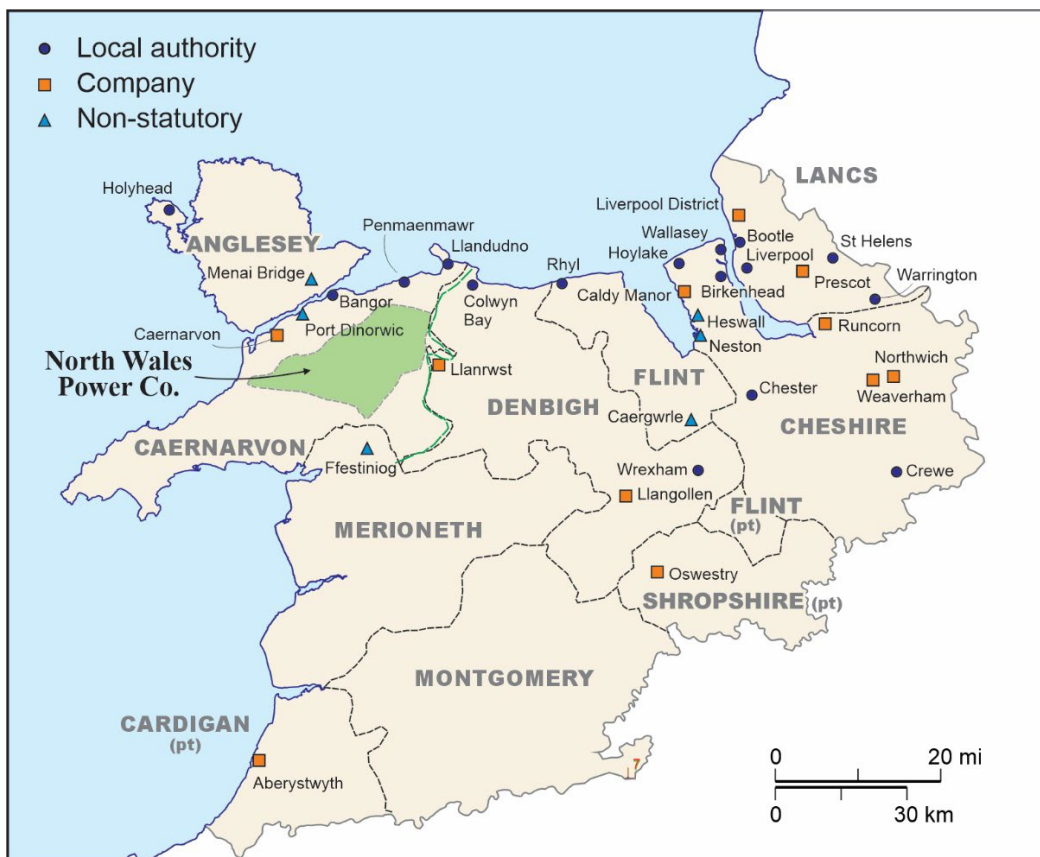 Local authority
Company
Non-statutory
Holyhead
ANGLESEY
Menai Bridge
Penmaenmawr
Llandudno
Bangor
Port Dinorwic
Caernarvon
North Wales
Power Co.
CAERNARVON
Ffestiniog
Llanrwst
Colwyn
Bay
Rhyl
DENBIGH
FLINT
Caergwrle
LANCS
Liverpool District
Wallasey
Hoylake
Bootle
Liverpool
St Helens
Prescot
Warrington
Caldy Manor
Birkenhead
Heswall
Neston
Runcorn
Northwich
Weaverham
Chester
CHESHIRE
Crewe
Wrexham
Llangollen
FLINT
(pt)
MERIONETH
Oswestry
SHROPSHIRE (pt)
MONTGOMERY
CARDIGAN
(pt)
Aberystwyth
7
0 20 mi
0 30 km